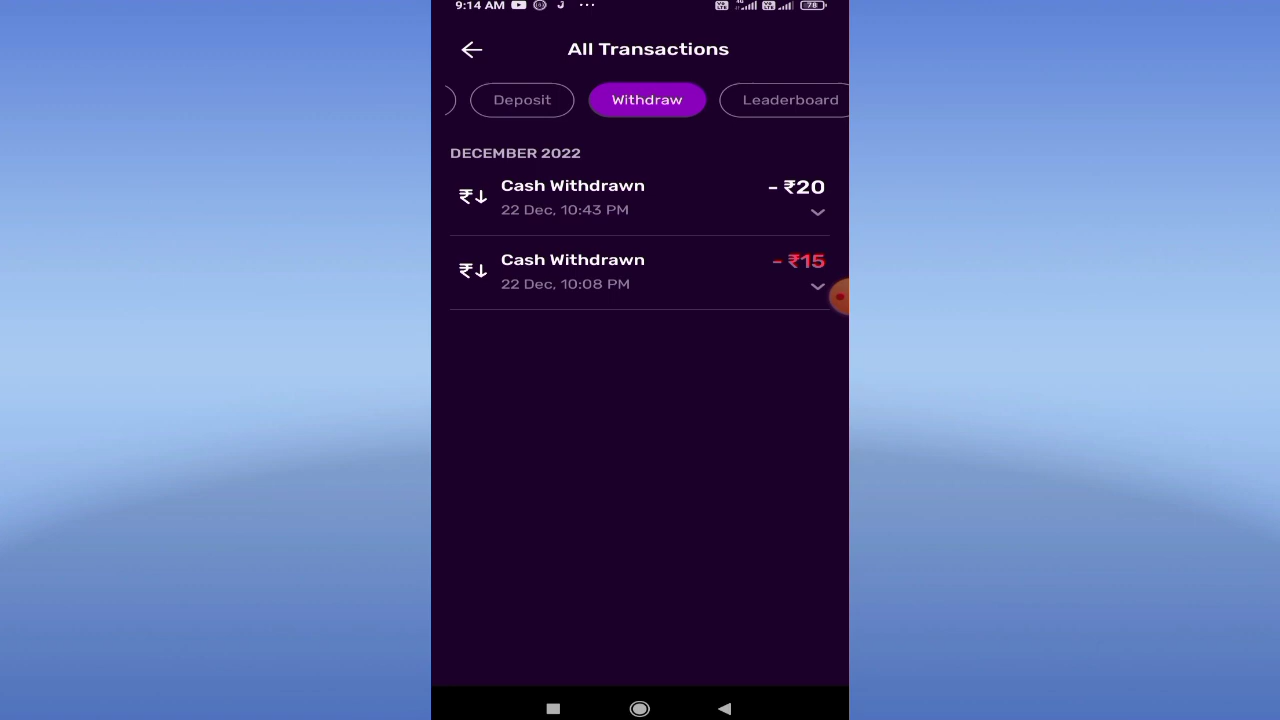 9:14 AM
78
All Transactions
Deposit
Withdraw
Leaderboard
DECEMBER 2022
Cash Withdrawn
- ₹20
22 Dec, 10:43 PM
Cash Withdrawn
- ₹15
22 Dec, 10:08 PM